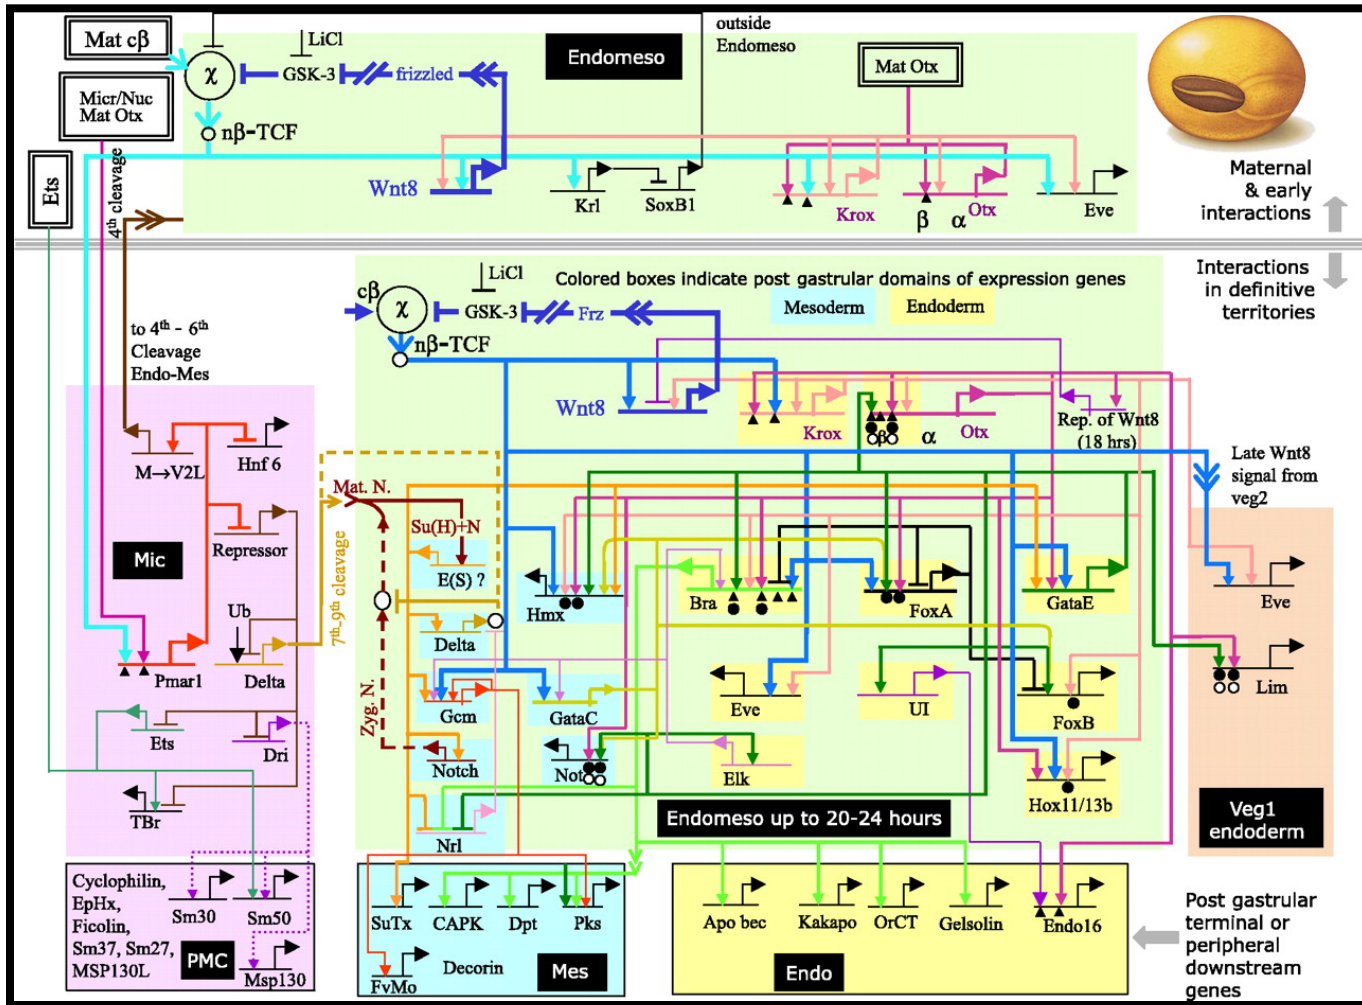 Mat cβ
χ
LiCl
GSK-3
frizzled
Endomeso
outside
Endomeso
Mat Otx
Micr/Nuc
Mat Otx
nβ-TCF
Ets
4th cleavage
Wnt8
Krl
SoxB1
Krox
β
α
Otx
Eve
Maternal
& early
interactions
Interactions
in definitive
territories
LiCl
Colored boxes indicate post gastrular domains of expression genes
cβ
χ
GSK-3
Frz
Mesoderm
Endoderm
nβ-TCF
to 4th - 6th
Cleavage
Endo-Mes
Wnt8
Krox
β
α
Otx
Rep. of Wnt8
(18 hrs)
Late Wnt8
signal from
veg2
M→V2L
Hnf 6
Mat. N.
Su(H)+N
Repressor
Mic
E(S) ?
7th-9th cleavage
Hmx
Bra
FoxA
GataE
Eve
Ub
Delta
Pmar1
Delta
Lim
Zyg. N.
Gcm
GataC
Eve
UI
FoxB
Ets
Dri
Notch
Not
Elk
Hox11/13b
TBr
Nrl
Endomeso up to 20-24 hours
Veg1
endoderm
Cyclophilin,
EpHx,
Ficolin,
Sm37, Sm27,
MSP130L
Sm30
Sm50
PMC
Msp130
SuTx
CAPK
Dpt
Pks
FvMo
Decorin
Mes
Apo bec
Kakapo
OrCT
Gelsolin
Endo16
Endo
Post gastrular
terminal or
peripheral
downstream
genes